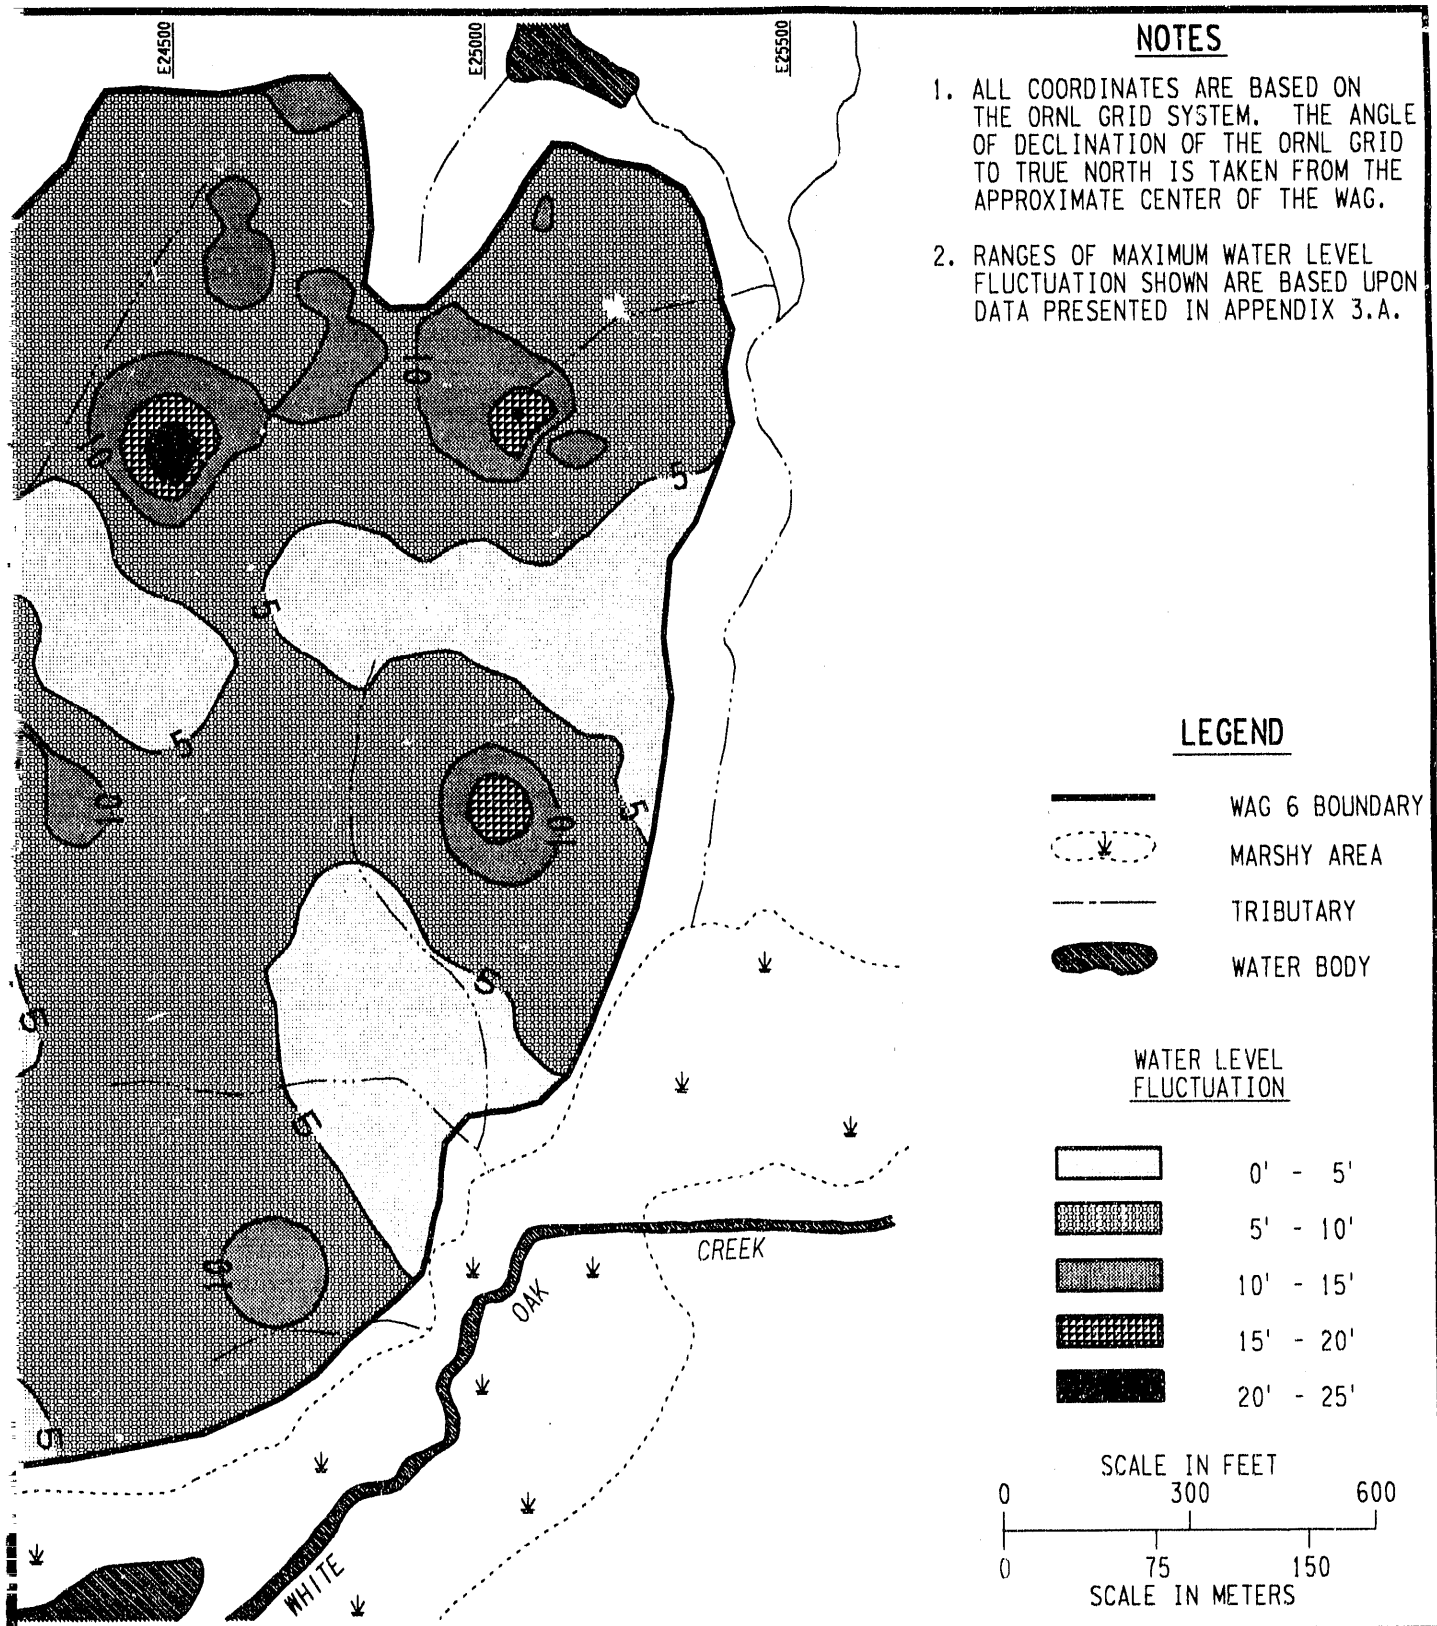 E24500
E25000
E25500
NOTES
1. ALL COORDINATES ARE BASED ON
THE ORNL GRID SYSTEM. THE ANGLE
OF DECLINATION OF THE ORNL GRID
TO TRUE NORTH IS TAKEN FROM THE
APPROXIMATE CENTER OF THE WAG.
2. RANGES OF MAXIMUM WATER LEVEL
FLUCTUATION SHOWN ARE BASED UPON
DATA PRESENTED IN APPENDIX 3.A.
10
10
5
5
5
10
5
10
5
5
5
10
5
CREEK
OAK
WHITE
LEGEND
WAG 6 BOUNDARY
MARSHY AREA
TRIBUTARY
WATER BODY
WATER LEVEL
FLUCTUATION
0' - 5'
5' - 10'
10' - 15'
15' - 20'
20' - 25'
SCALE IN FEET
0 300 600
0 75 150
SCALE IN METERS